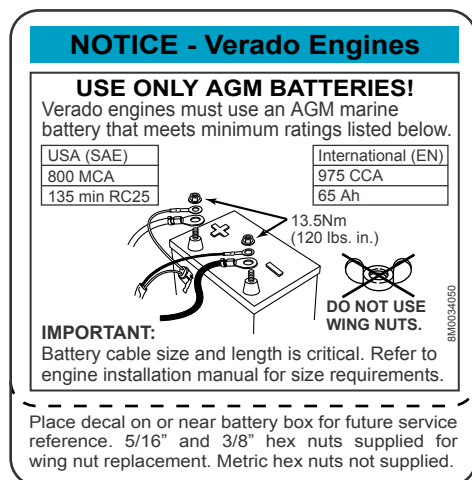 NOTICE - Verado Engines
USE ONLY AGM BATTERIES!
Verado engines must use an AGM marine
battery that meets minimum ratings listed below.
USA (SAE)
800 MCA
135 min RC25
International (EN)
975 CCA
65 Ah
13.5Nm
(120 lbs. in.)
DO NOT USE
WING NUTS.
8M0034050
IMPORTANT:
Battery cable size and length is critical. Refer to
engine installation manual for size requirements.
Place decal on or near battery box for future service
reference. 5/16” and 3/8” hex nuts supplied for
wing nut replacement. Metric hex nuts not supplied.